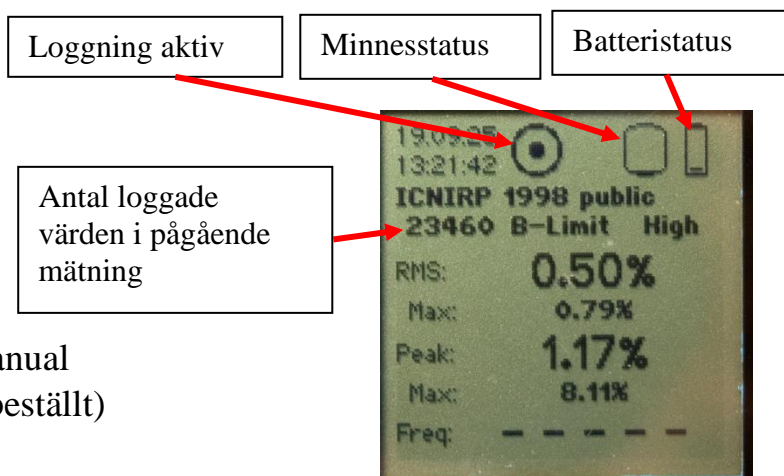 Loggning aktiv
Minnesstatus
Batteristatus
19.09.25
13:21:42
ICNIRP 1998 public
23460 B-Limit High
Antal loggade
värden i pågående
mätning
RMS: 0.50%
Max: 0.79%
Peak: 1.17%
Max: 8.11%
Freq: - - - - -
anual
beställt)